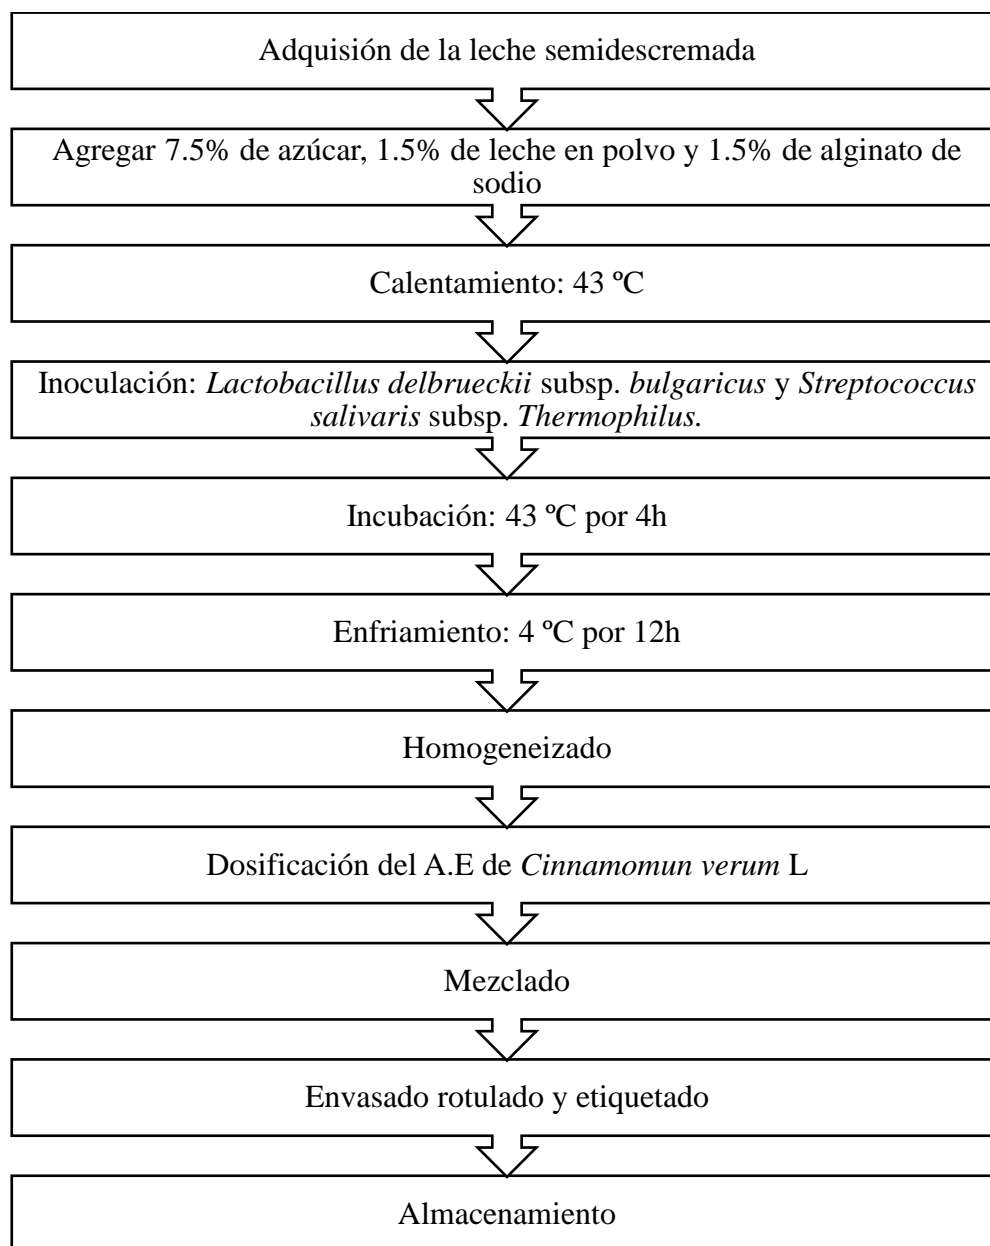 Adquisión de la leche semidescremada
Agregar 7.5% de azúcar, 1.5% de leche en polvo y 1.5% de alginato de
sodio
Calentamiento: 43 ºC
Inoculación: Lactobacillus delbrueckii subsp. bulgaricus y Streptococcus
salivaris subsp. Thermophilus.
Incubación: 43 ºC por 4h
Enfriamiento: 4 ºC por 12h
Homogeneizado
Dosificación del A.E de Cinnamomun verum L
Mezclado
Envasado rotulado y etiquetado
Almacenamiento